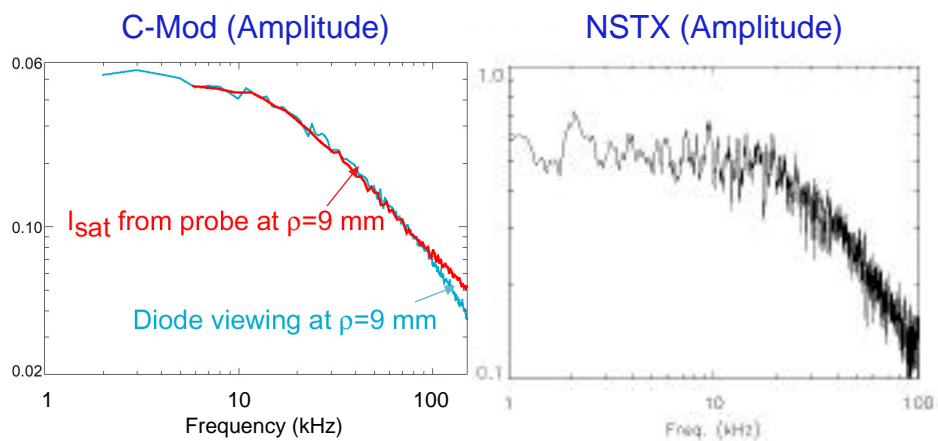 C-Mod (Amplitude)
NSTX (Amplitude)
0.06
0.10
0.02
Isat from probe at ρ=9 mm
Diode viewing at ρ=9 mm
1 10 100
Frequency (kHz)
1.0
0.1
1 10 100
Freq. (kHz)